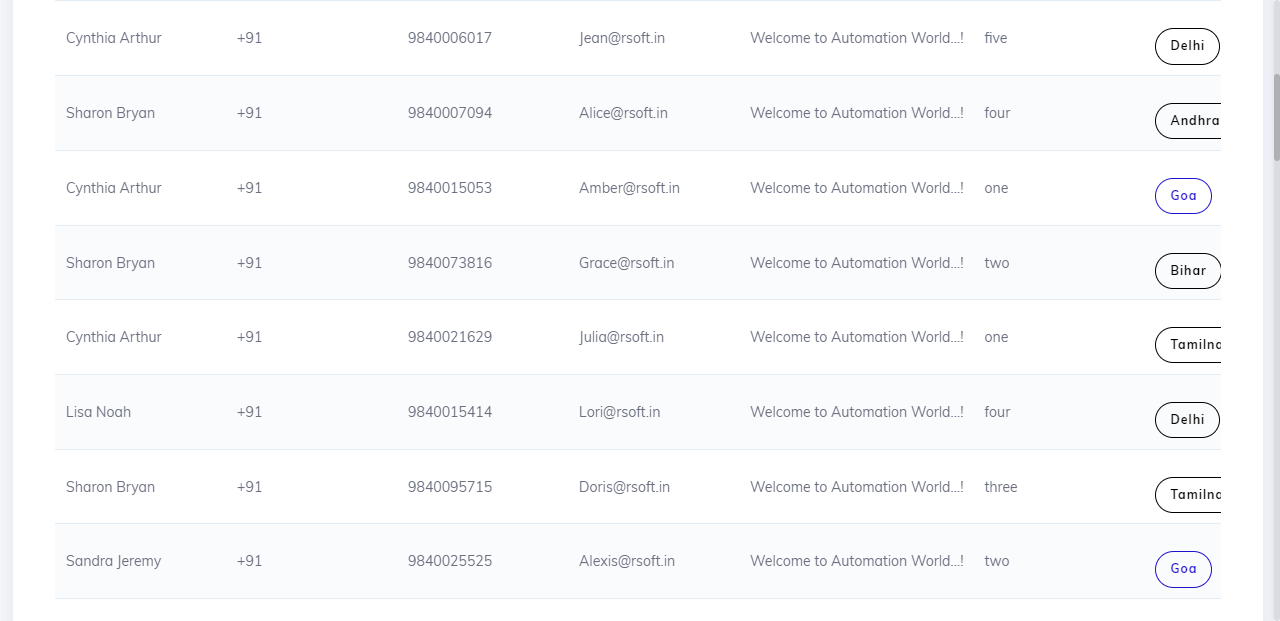 Cynthia Arthur +91 9840006017 Jean@rsoft.in Welcome to Automation World...! five Delhi
Sharon Bryan +91 9840007094 Alice@rsoft.in Welcome to Automation World...! four Andhra
Cynthia Arthur +91 9840015053 Amber@rsoft.in Welcome to Automation World...! one Goa
Sharon Bryan +91 9840073816 Grace@rsoft.in Welcome to Automation World...! two Bihar
Cynthia Arthur +91 9840021629 Julia@rsoft.in Welcome to Automation World...! one
Lisa Noah +91 9840015414 Lori@rsoft.in Welcome to Automation World...! four Delhi
Sharon Bryan +91 9840095715 Doris@rsoft.in Welcome to Automation World...! three
Sandra Jeremy +91 9840025525 Alexis@rsoft.in Welcome to Automation World...! two Goa